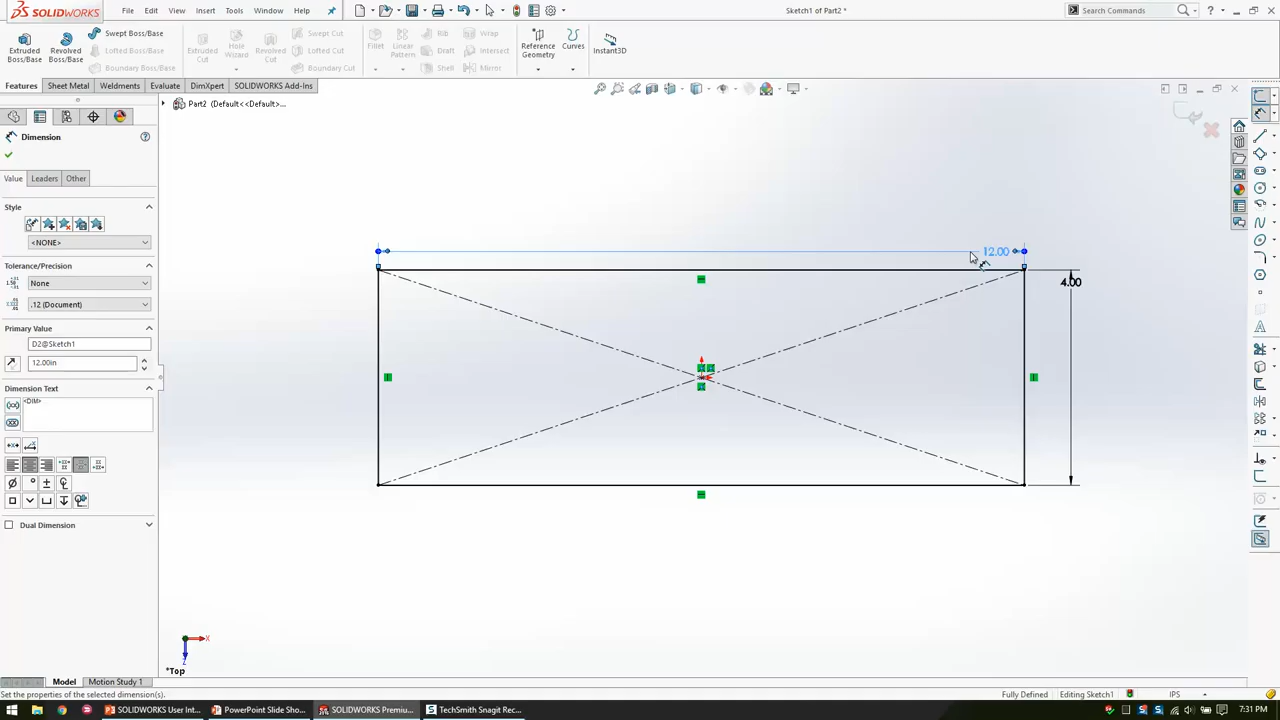 SOLIDWORKS File Edit View Insert Tools Window Help Sketch1 of Part2 * Search Commands
Extruded Boss/Base
Revolved Boss/Base
Swept Boss/Base
Lofted Boss/Base
Boundary Boss/Base
Extruded Cut
Hole Wizard
Revolved Cut
Swept Cut
Lofted Cut
Boundary Cut
Fillet
Linear Pattern
Rib
Draft
Shell
Wrap
Intersect
Mirror
Reference Geometry
Curves
Instant3D
Features Sheet Metal Weldments Evaluate DimXpert SOLIDWORKS Add-Ins
Part2 (Default<<Default>...
Dimension
Value Leaders Other
Style
<NONE>
Tolerance/Precision
None
.12 (Document)
Primary Value
D2@Sketch1
12.00in
Dimension Text
<DIM>
Dual Dimension
12.00
4.00
X
Z
*Top
Model Motion Study 1
Set the properties of the selected dimension(s). Fully Defined Editing Sketch1 IPS
SOLIDWORKS User Int... PowerPoint Slide Sho... SOLIDWORKS Premiu... TechSmith Snagit Rec... 7:31 PM